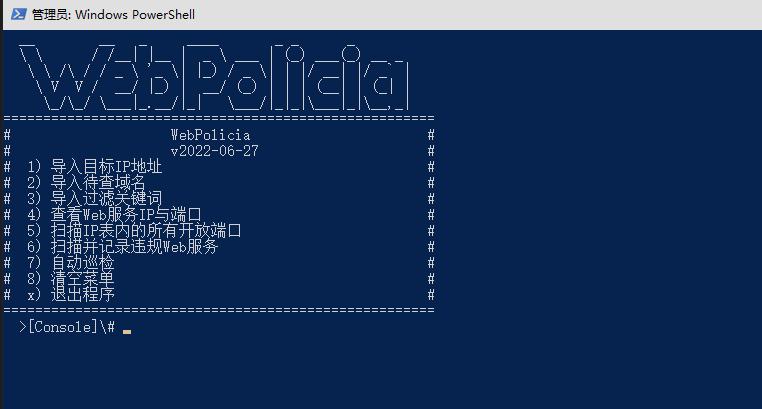 管理员: Windows PowerShell
WebPolicia
=====================================================
# WebPolicia #
# v2022-06-27 #
# 1) 导入目标IP地址 #
# 2) 导入待查域名 #
# 3) 导入过滤关键词 #
# 4) 查看Web服务IP与端口 #
# 5) 扫描IP表内的所有开放端口 #
# 6) 扫描并记录违规Web服务 #
# 7) 自动巡检 #
# 8) 清空菜单 #
# x) 退出程序 #
=====================================================
>[Console]\#